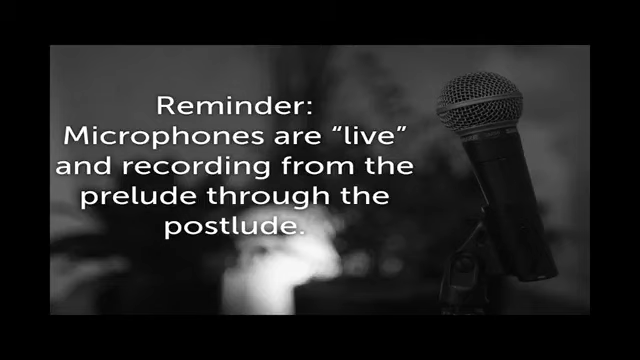 Reminder:
Microphones are “live”
and recording from the
prelude through the
postlude.